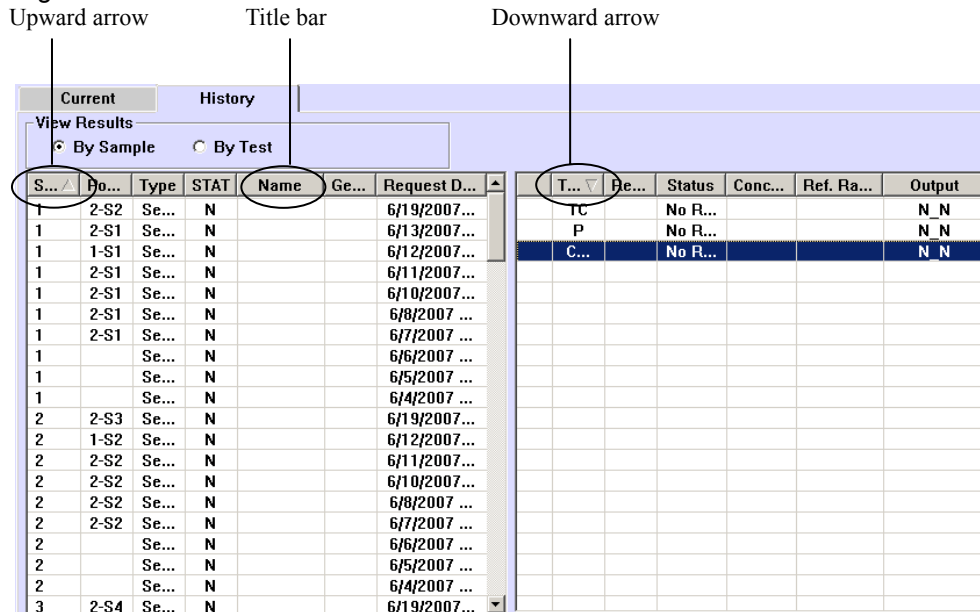 Upward arrow Title bar Downward arrow
Current History
View Results
By Sample By Test
S... Po... Type STAT Name Ge... Request D... T... Re... Status Conc... Ref. Ra... Output
1 2-S2 Se... N 6/19/2007... TC No R... N_N
1 2-S1 Se... N 6/13/2007... P No R... N_N
1 1-S1 Se... N 6/12/2007... C... No R... N_N
1 2-S1 Se... N 6/11/2007...
1 2-S1 Se... N 6/10/2007...
1 2-S1 Se... N 6/8/2007 ...
1 2-S1 Se... N 6/7/2007 ...
1 Se... N 6/6/2007 ...
1 Se... N 6/5/2007 ...
1 Se... N 6/4/2007 ...
2 2-S3 Se... N 6/19/2007...
2 1-S2 Se... N 6/12/2007...
2 2-S2 Se... N 6/11/2007...
2 2-S2 Se... N 6/10/2007...
2 2-S2 Se... N 6/8/2007 ...
2 2-S2 Se... N 6/7/2007 ...
2 Se... N 6/6/2007 ...
2 Se... N 6/5/2007 ...
2 Se... N 6/4/2007 ...
3 2-S4 Se... N 6/19/2007...